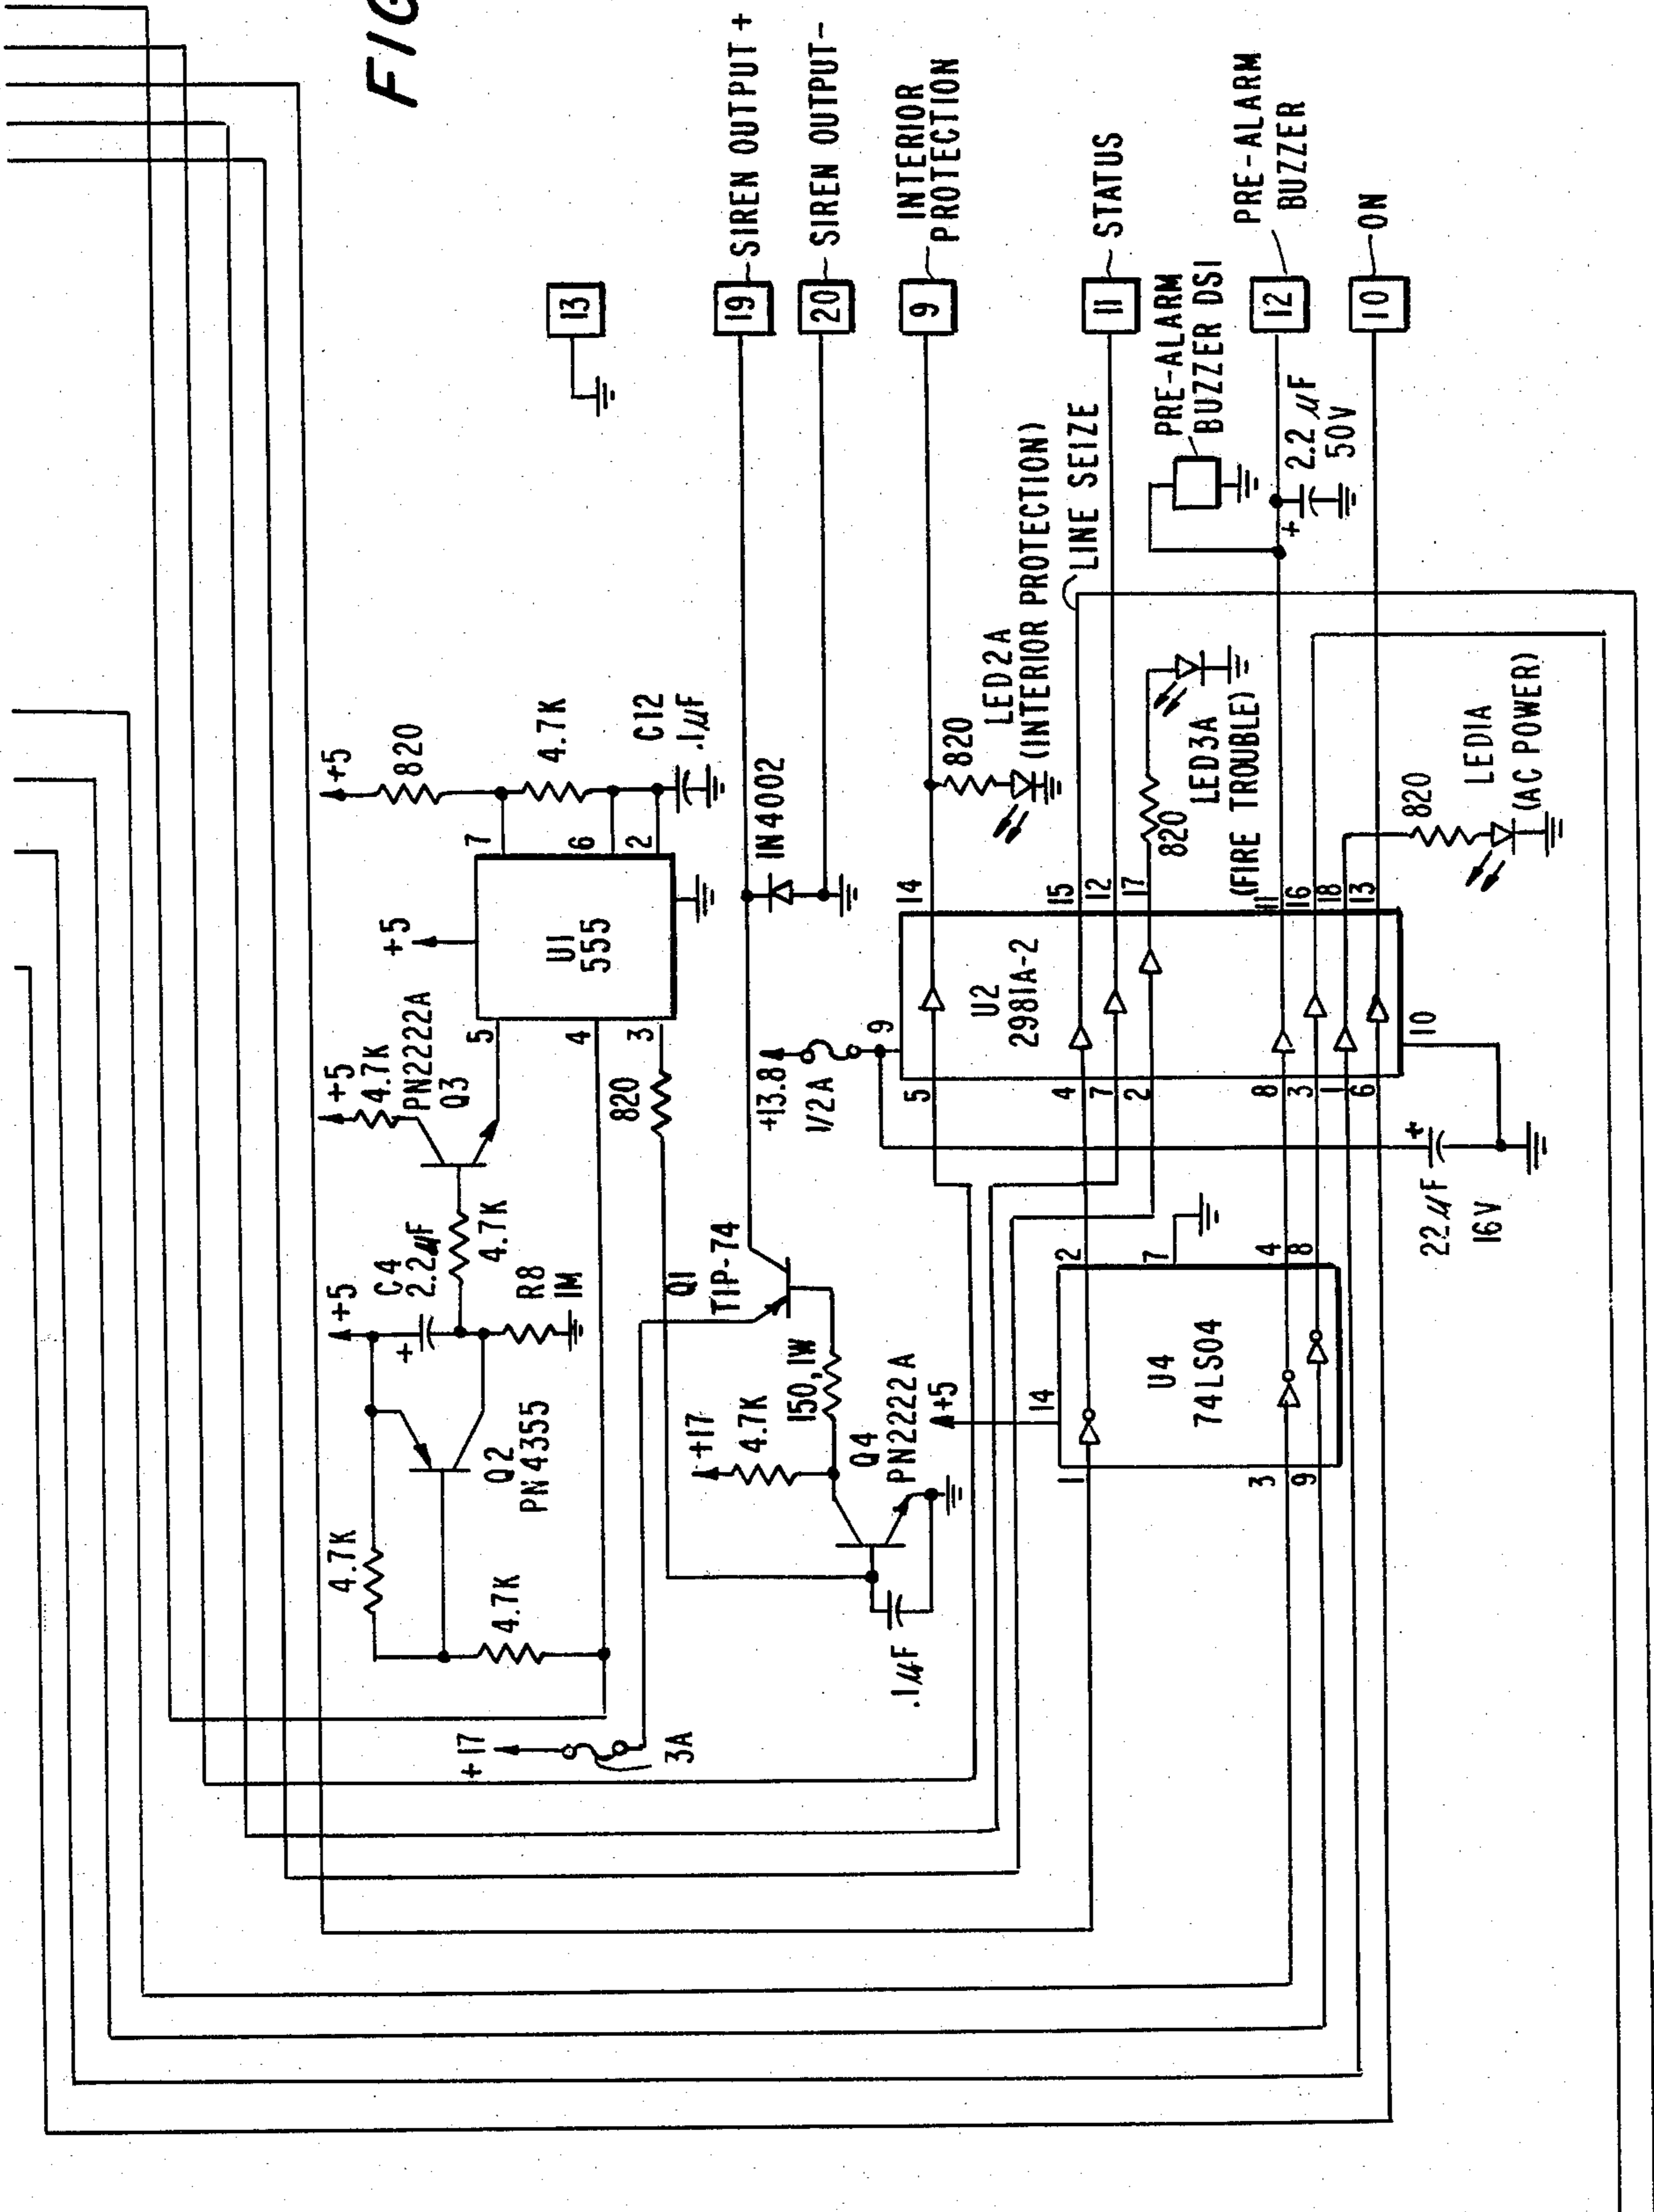 FIG
+5
4.7K
4.7K
Q2
PN4355
+5
C4
2.2μF
+
4.7K
R8
1M
+5
4.7K
PN2222A
Q3
+5
5
4
3
U1
555
7
6
2
+5
820
4.7K
C12
.1μF
820
13
+17
3A
Q1
TIP-74
IN4002
19
SIREN OUTPUT +
20
SIREN OUTPUT-
+17
4.7K
150, 1W
Q4
PN2222A
.1μF
+13.8
1/2A
9
5
14
U2
2981A-2
820
LED2A
(INTERIOR PROTECTION)
9
INTERIOR
PROTECTION
+5
14
1
2
U4
74LS04
7
3
4
9
8
4
15
7
12
2
17
LINE SEIZE
11
STATUS
820
LED3A
(FIRE TROUBLE)
PRE-ALARM
BUZZER DS1
8
11
3
16
1
18
6
13
10
+
2.2 μF
50V
12
PRE-ALARM
BUZZER
10
ON
+
22μF
16V
820
LED1A
(AC POWER)